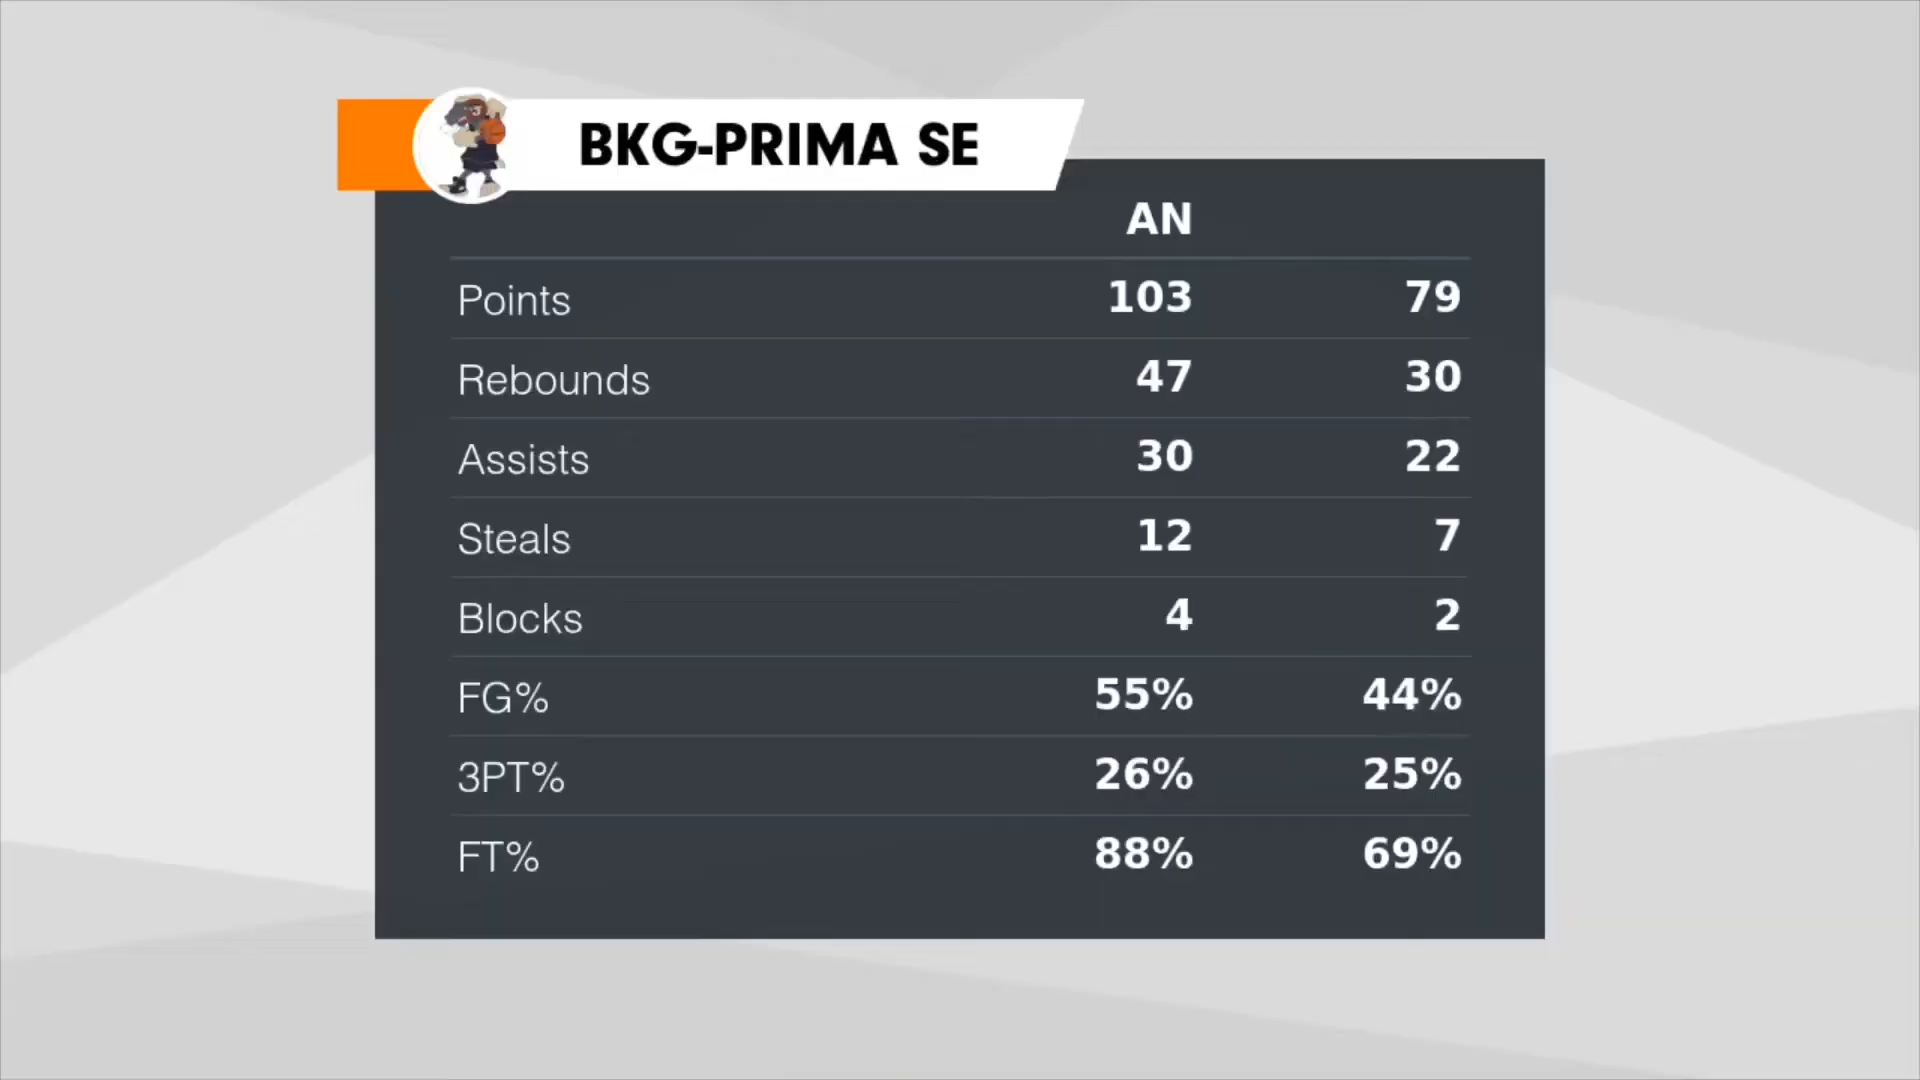 BKG-PRIMA SE
AN
Points 103 79
Rebounds 47 30
Assists 30 22
Steals 12 7
Blocks 4 2
FG% 55% 44%
3PT% 26% 25%
FT% 88% 69%